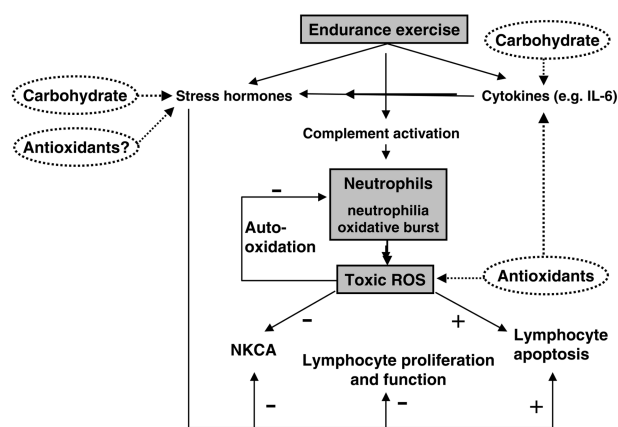 Endurance exercise
Carbohydrate
Carbohydrate
Stress hormones
Cytokines (e.g. IL-6)
Antioxidants?
Complement activation
Neutrophils
neutrophilia
oxidative burst
–
Auto-
oxidation
Toxic ROS
Antioxidants
–
+
NKCA
Lymphocyte proliferation
and function
Lymphocyte
apoptosis
–
–
+